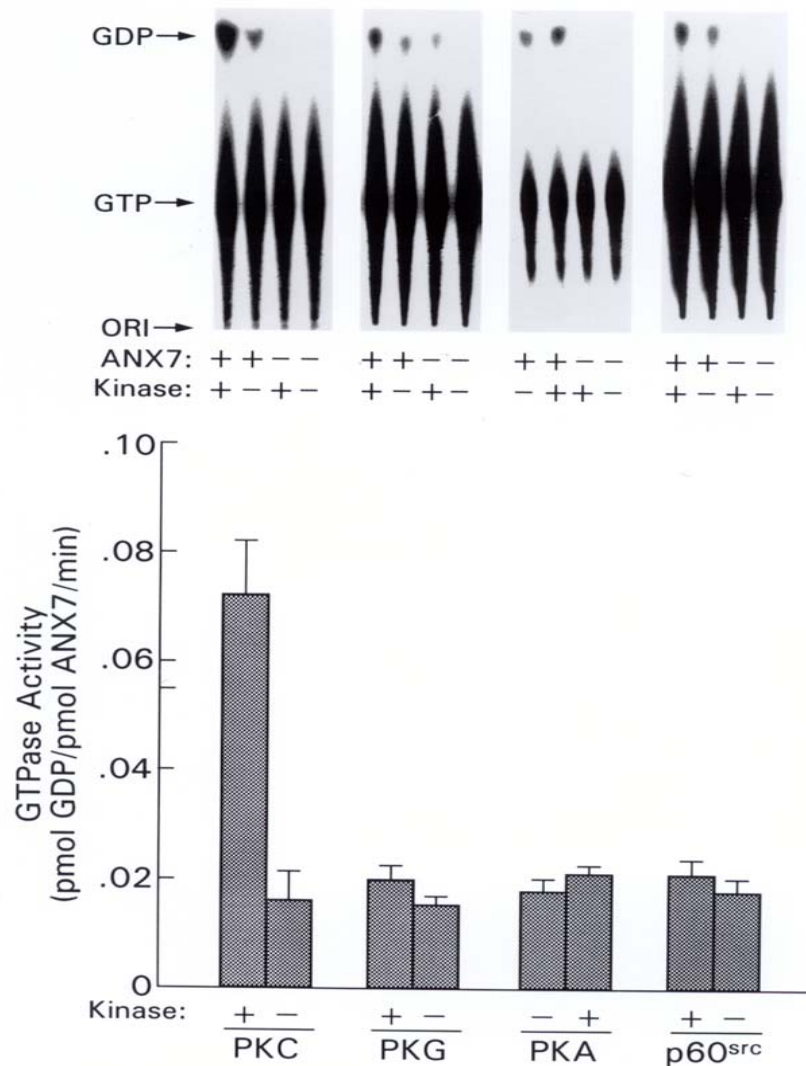 GDP→
GTP→
ORI→
ANX7: + + − − + + − − + + − − + + − −
Kinase: + − + − + − + − − + + − + − + −
.10
.08
.06
.04
.02
0
GTPase Activity
(pmol GDP/pmol ANX7/min)
Kinase: + − + − − + + −
PKC PKG PKA p60src